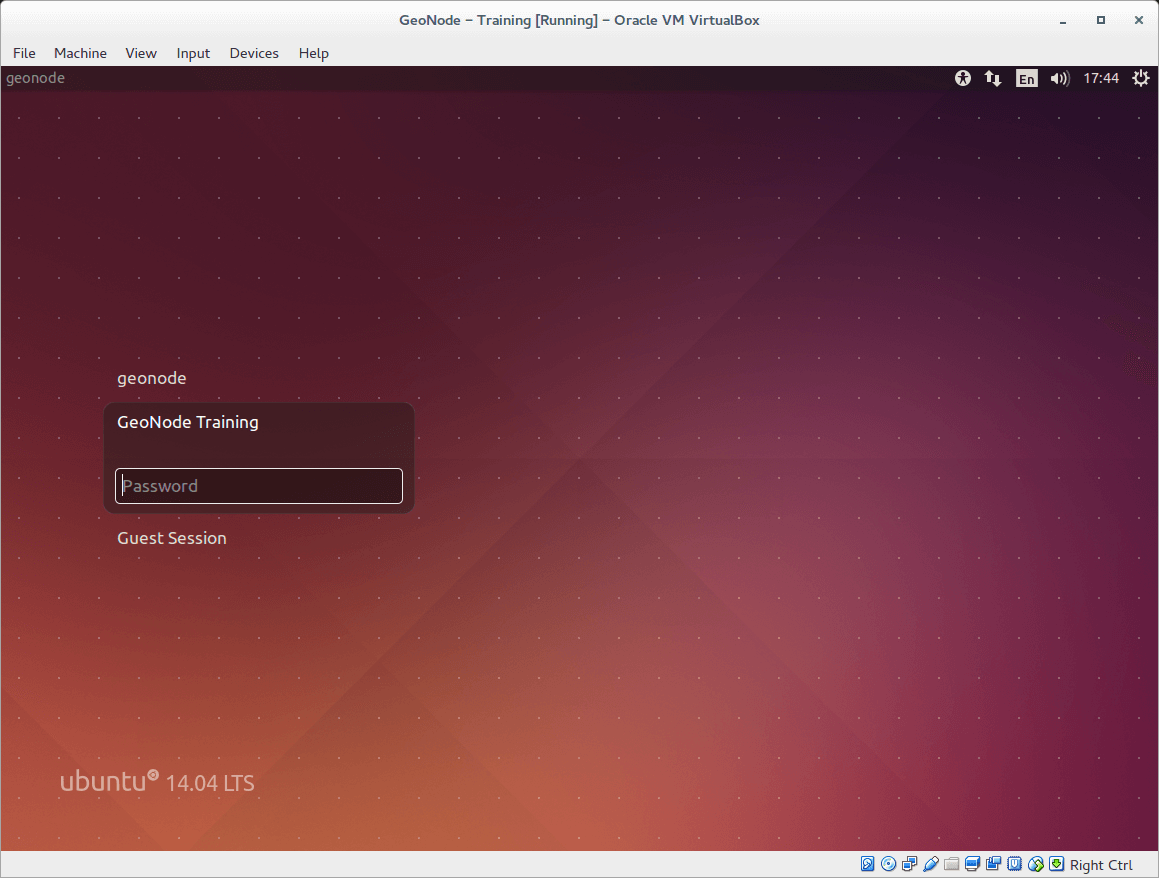 GeoNode – Training [Running] – Oracle VM VirtualBox
File Machine View Input Devices Help
geonode En 17:44
geonode
GeoNode Training
Password
Guest Session
ubuntu® 14.04 LTS
Right Ctrl